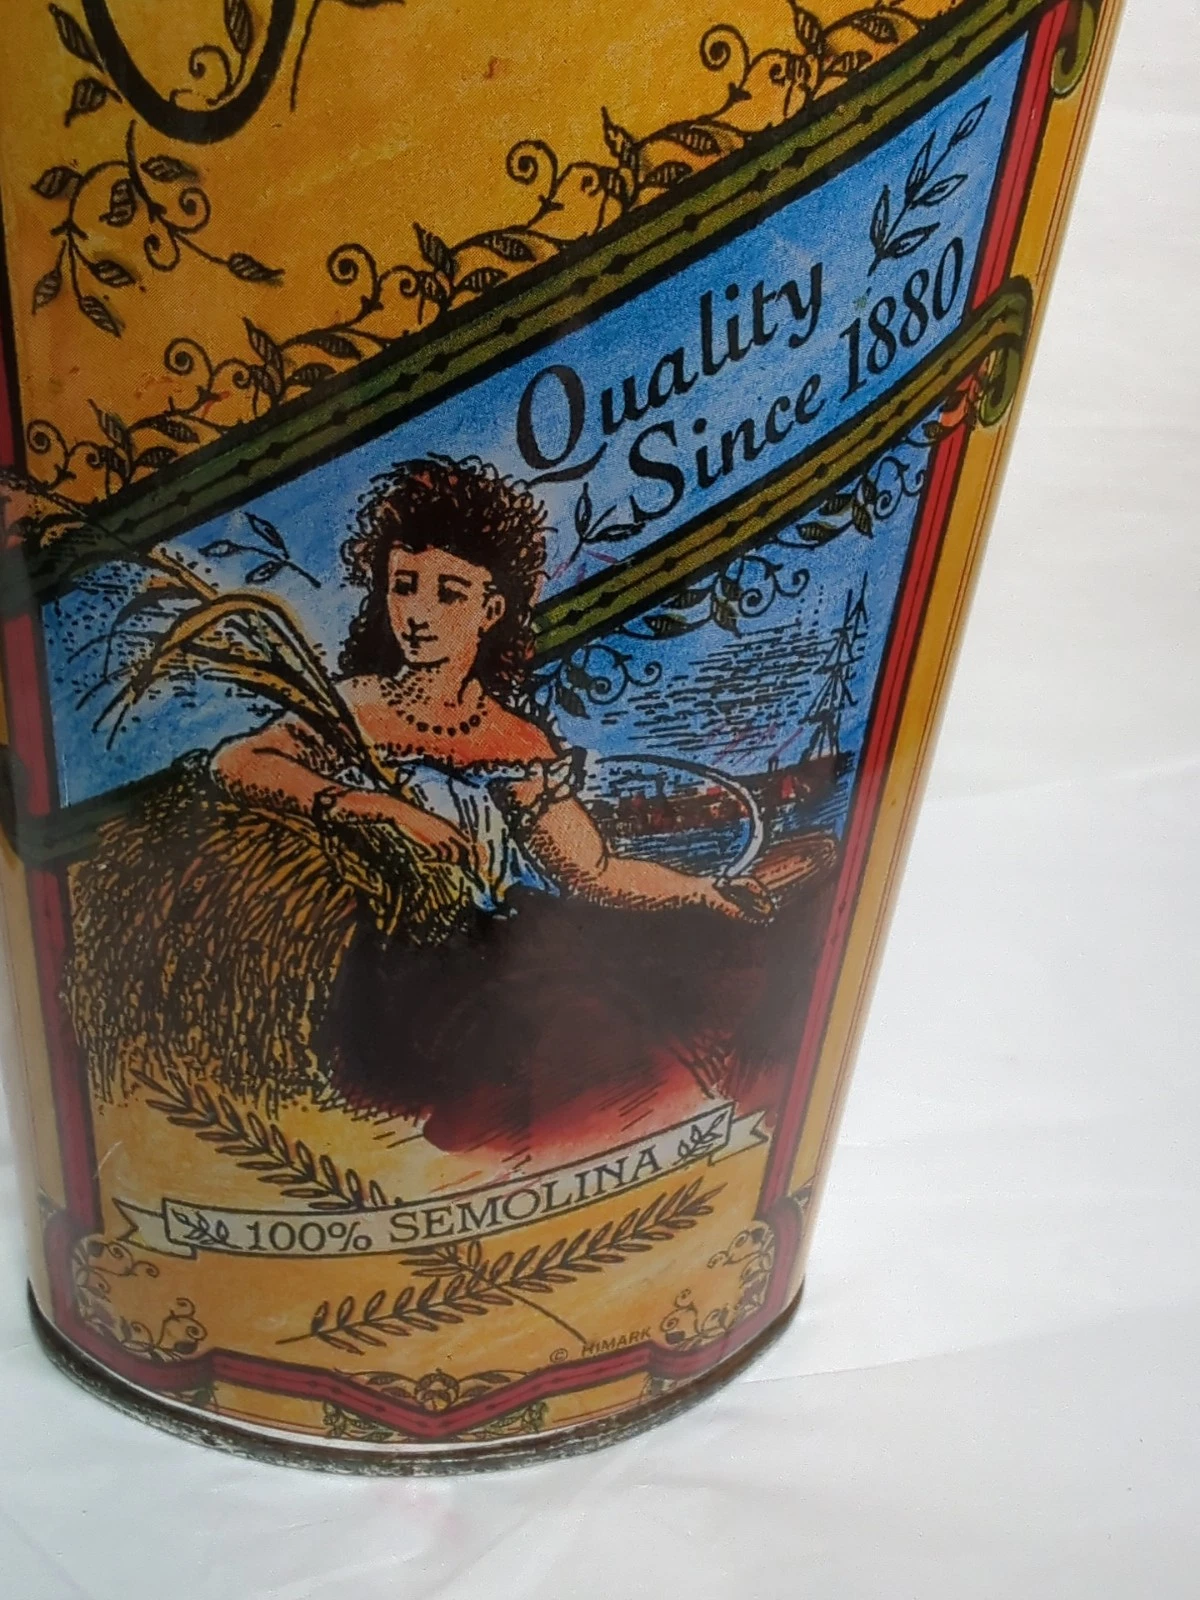 Quality
Since 1880
100% SEMOLINA
© HIMARK